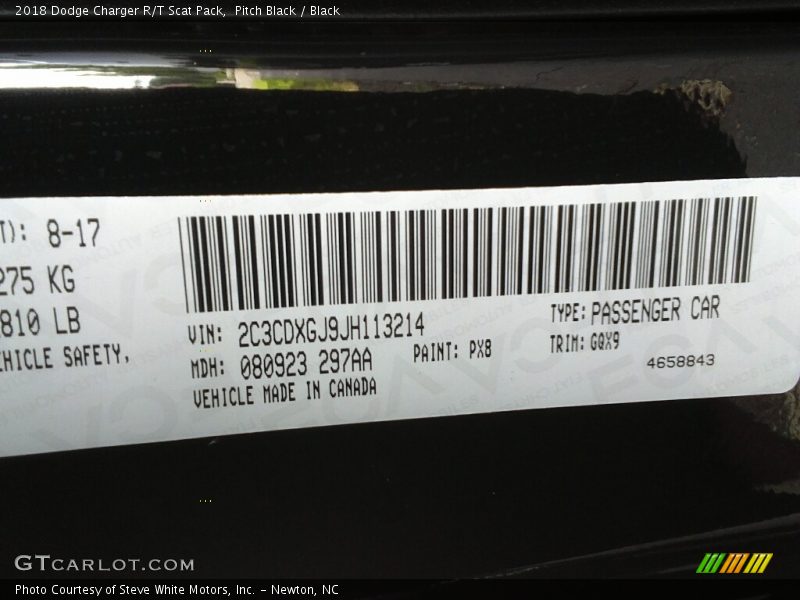 2018 Dodge Charger R/T Scat Pack, Pitch Black / Black
T): 8-17
275 KG
810 LB
EHICLE SAFETY,
VIN: 2C3CDXGJ9JH113214
MDH: 080923 297AA
PAINT: PX8
VEHICLE MADE IN CANADA
TYPE: PASSENGER CAR
TRIM: GQX9
4658843
GTCARLOT.COM
Photo Courtesy of Steve White Motors, Inc. - Newton, NC